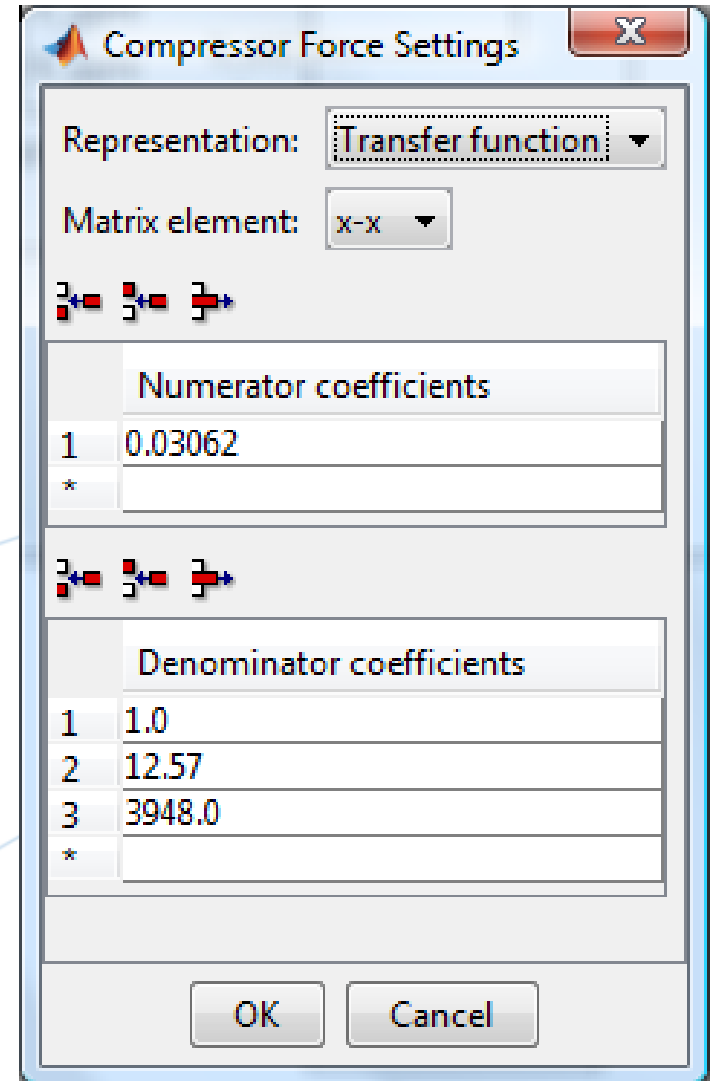 Compressor Force Settings
Representation: Transfer function
Matrix element: x-x
Numerator coefficients
1 0.03062
*
Denominator coefficients
1 1.0
2 12.57
3 3948.0
*
OK Cancel